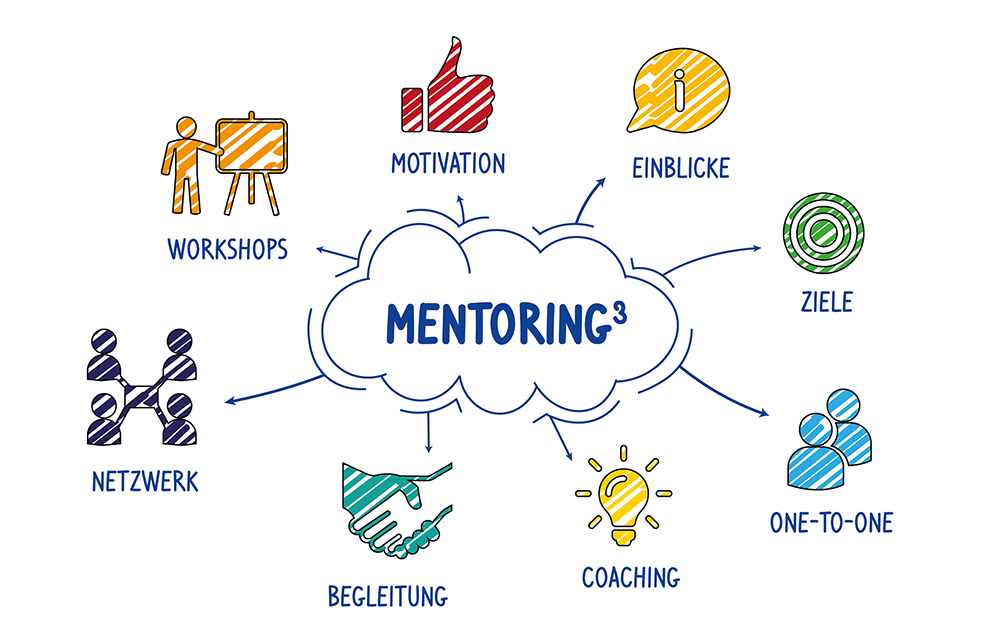 MOTIVATION
EINBLICKE
WORKSHOPS
ZIELE
MENTORING³
NETZWERK
ONE-TO-ONE
COACHING
BEGLEITUNG